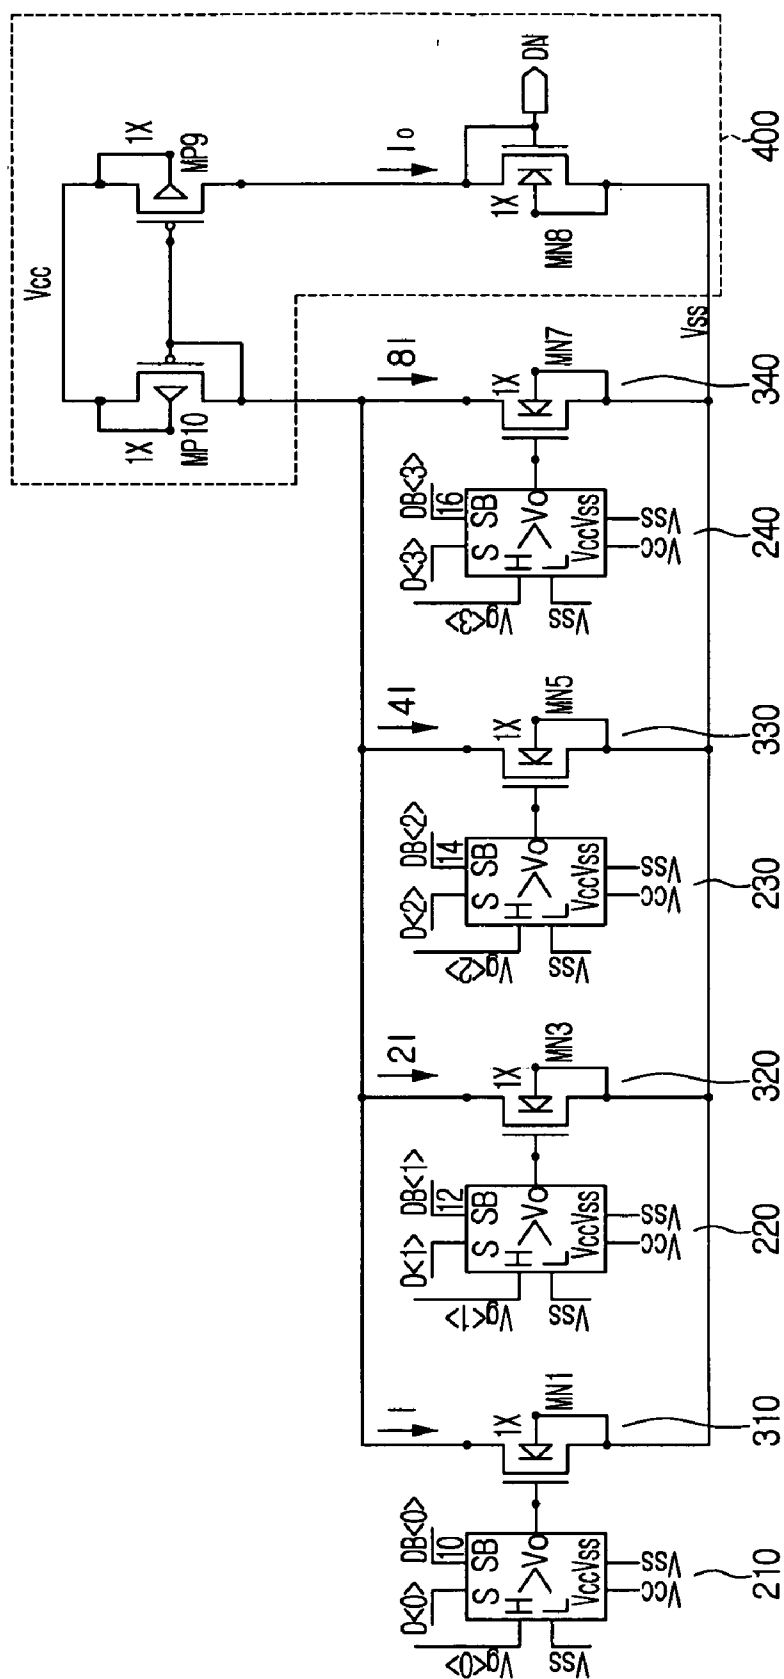 Vcc
1X
MP10
1X
MP9
I
2I
4I
8I
Io
D<0>
DB<0>
10
S
SB
H
>Vo
L
VccVss
Vg<0>
Vss
Vcc
Vss
1X
MN1
D<1>
DB<1>
12
S
SB
H
>Vo
L
VccVss
Vg<1>
Vss
Vcc
Vss
1X
MN3
D<2>
DB<2>
14
S
SB
H
>Vo
L
VccVss
Vg<2>
Vss
Vcc
Vss
1X
MN5
D<3>
DB<3>
16
S
SB
H
>Vo
L
VccVss
Vg<3>
Vss
Vcc
Vss
1X
MN7
1X
MN8
DN
Vss
210
310
220
320
230
330
240
340
400